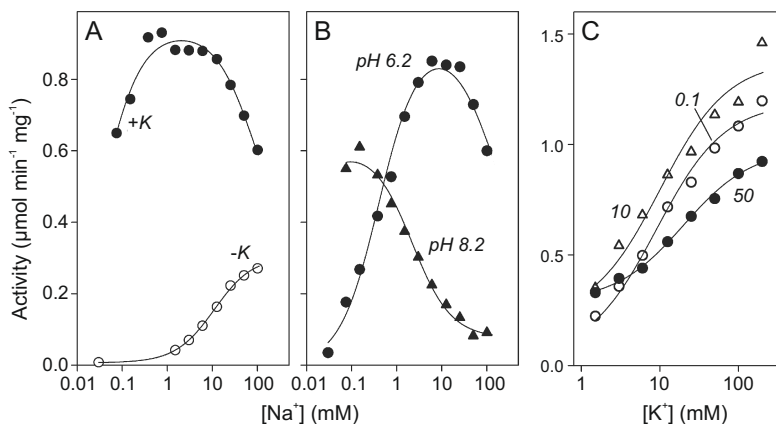 A
B
C
+K
-K
pH 6.2
pH 8.2
0.1
10
50
Activity (µmol min⁻¹ mg⁻¹)
0.8
0.6
0.4
0.2
0.0
1.5
1.0
0.5
0.0
0.01 0.1 1 10 100
0.01 0.1 1 10 100
1 10 100
[Na⁺] (mM)
[K⁺] (mM)